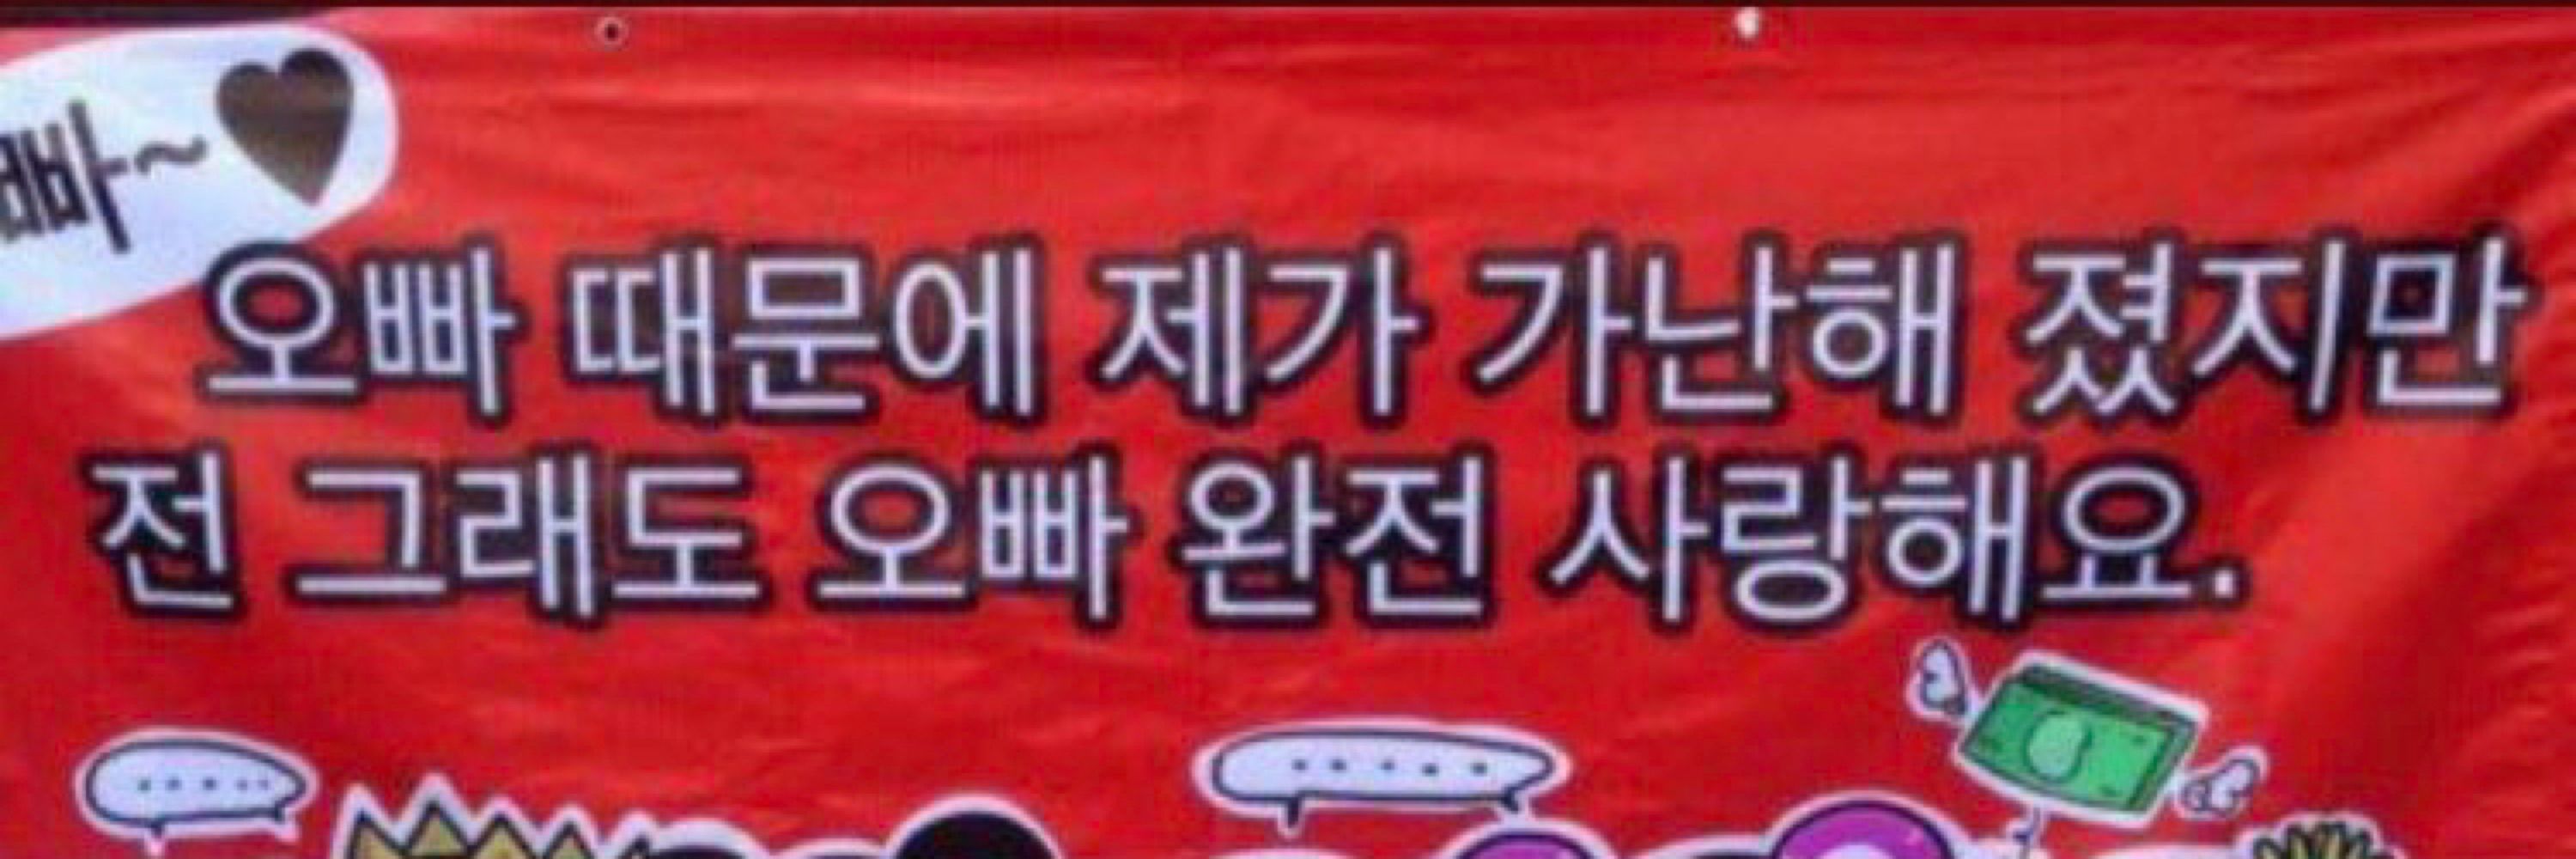 빠~♥
오빠 때문에 제가 가난해 졌지만
전 그래도 오빠 완전 사랑해요.
.....
.....